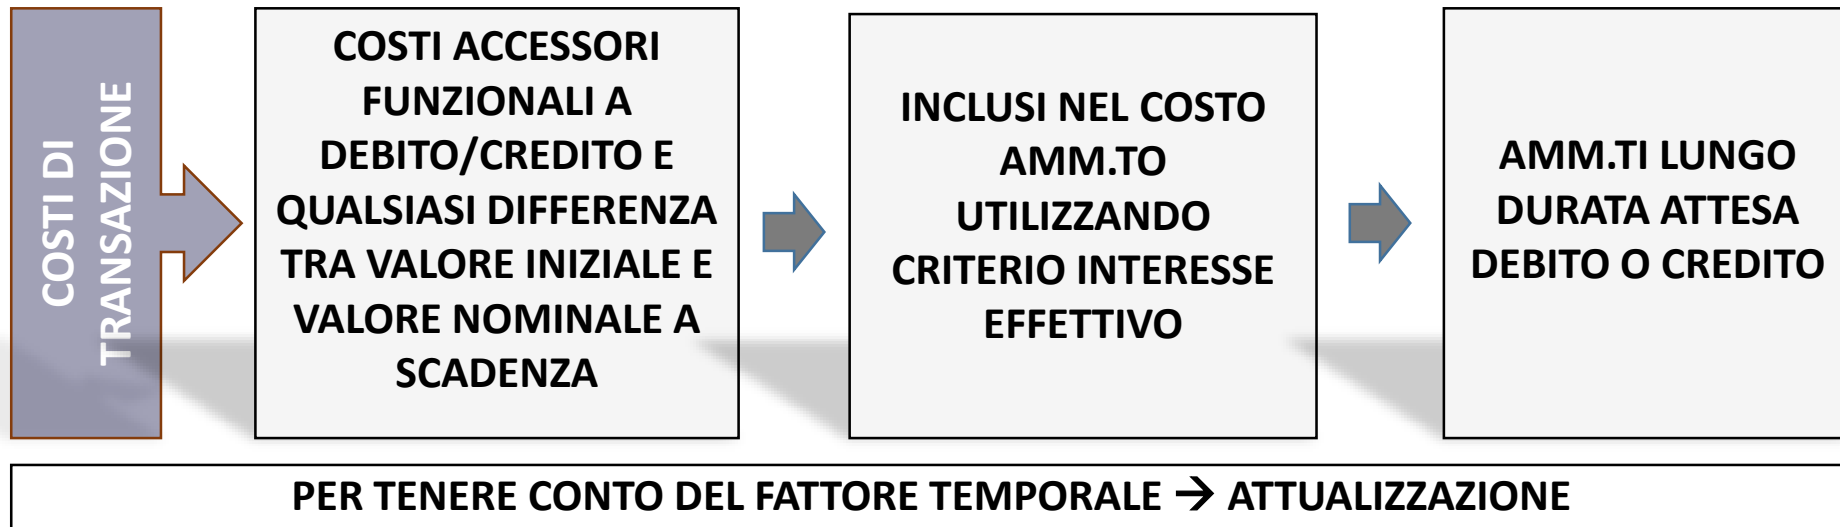 COSTI DI
TRANSAZIONE
COSTI ACCESSORI
FUNZIONALI A
DEBITO/CREDITO E
QUALSIASI DIFFERENZA
TRA VALORE INIZIALE E
VALORE NOMINALE A
SCADENZA
INCLUSI NEL COSTO
AMM.TO
UTILIZZANDO
CRITERIO INTERESSE
EFFETTIVO
AMM.TI LUNGO
DURATA ATTESA
DEBITO O CREDITO
PER TENERE CONTO DEL FATTORE TEMPORALE → ATTUALIZZAZIONE